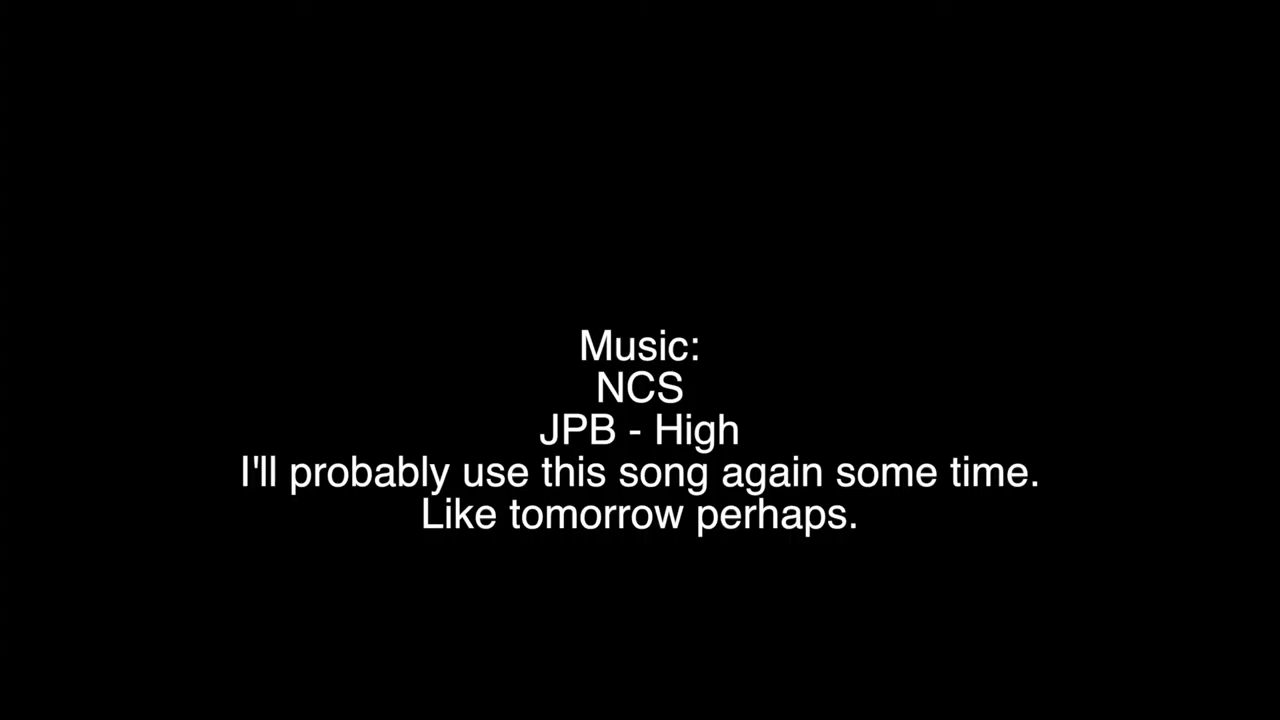 Music:
NCS
JPB - High
I'll probably use this song again some time.
Like tomorrow perhaps.